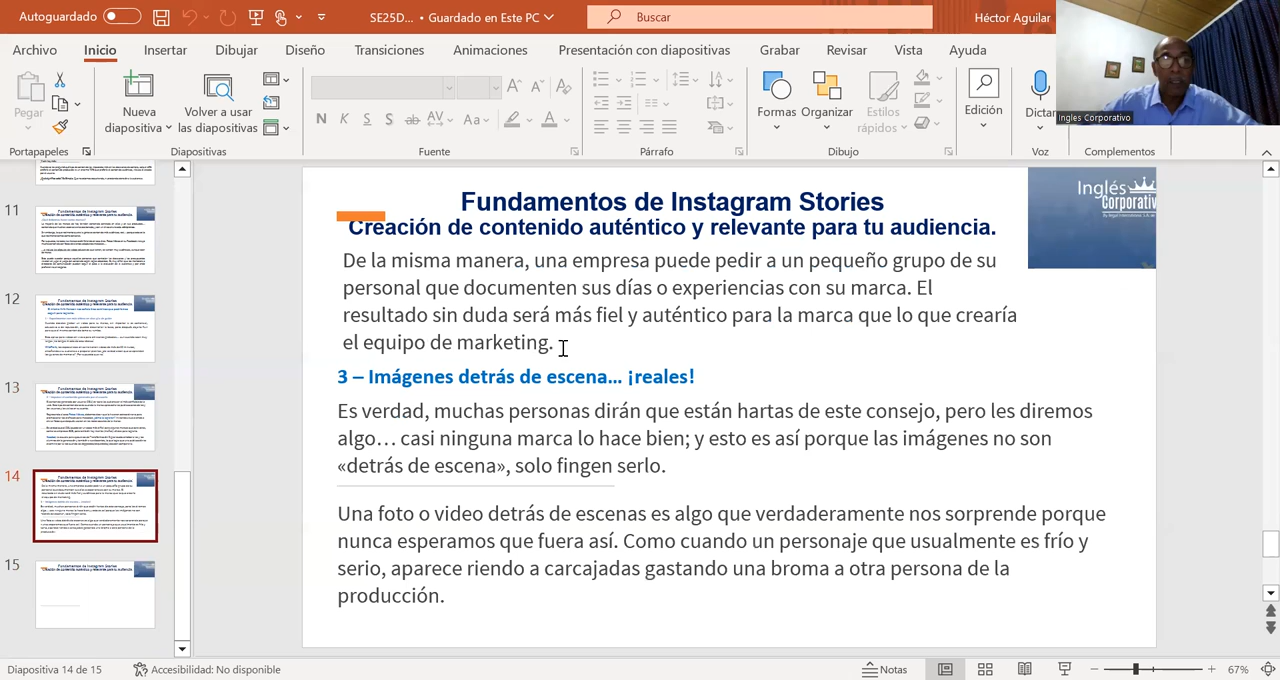 Autoguardado
SE25D... • Guardado en Este PC
Buscar
Héctor Aguilar
Archivo Inicio Insertar Dibujar Diseño Transiciones Animaciones Presentación con diapositivas Grabar Revisar Vista Ayuda
Pegar
Nueva
diapositiva
Volver a usar
las diapositivas
N K S S ab AV Aa A
Formas
Organizar
Estilos
rápidos
Edición
Dictar
Ingles Corporativo
Portapapeles
Diapositivas
Fuente
Párrafo
Dibujo
Voz
Complementos
11
12
13
14
15
Fundamentos de Instagram Stories
Creación de contenido auténtico y relevante para tu audiencia.
Inglés
Corporativo
De la misma manera, una empresa puede pedir a un pequeño grupo de su
personal que documenten sus días o experiencias con su marca. El
resultado sin duda será más fiel y auténtico para la marca que lo que crearía
el equipo de marketing.
3 – Imágenes detrás de escena... ¡reales!
Es verdad, muchas personas dirán que están hartas de este consejo, pero les diremos
algo… casi ninguna marca lo hace bien; y esto es así porque las imágenes no son
«detrás de escena», solo fingen serlo.
Una foto o video detrás de escenas es algo que verdaderamente nos sorprende porque
nunca esperamos que fuera así. Como cuando un personaje que usualmente es frío y
serio, aparece riendo a carcajadas gastando una broma a otra persona de la
producción.
Diapositiva 14 de 15
Accesibilidad: No disponible
Notas
67%